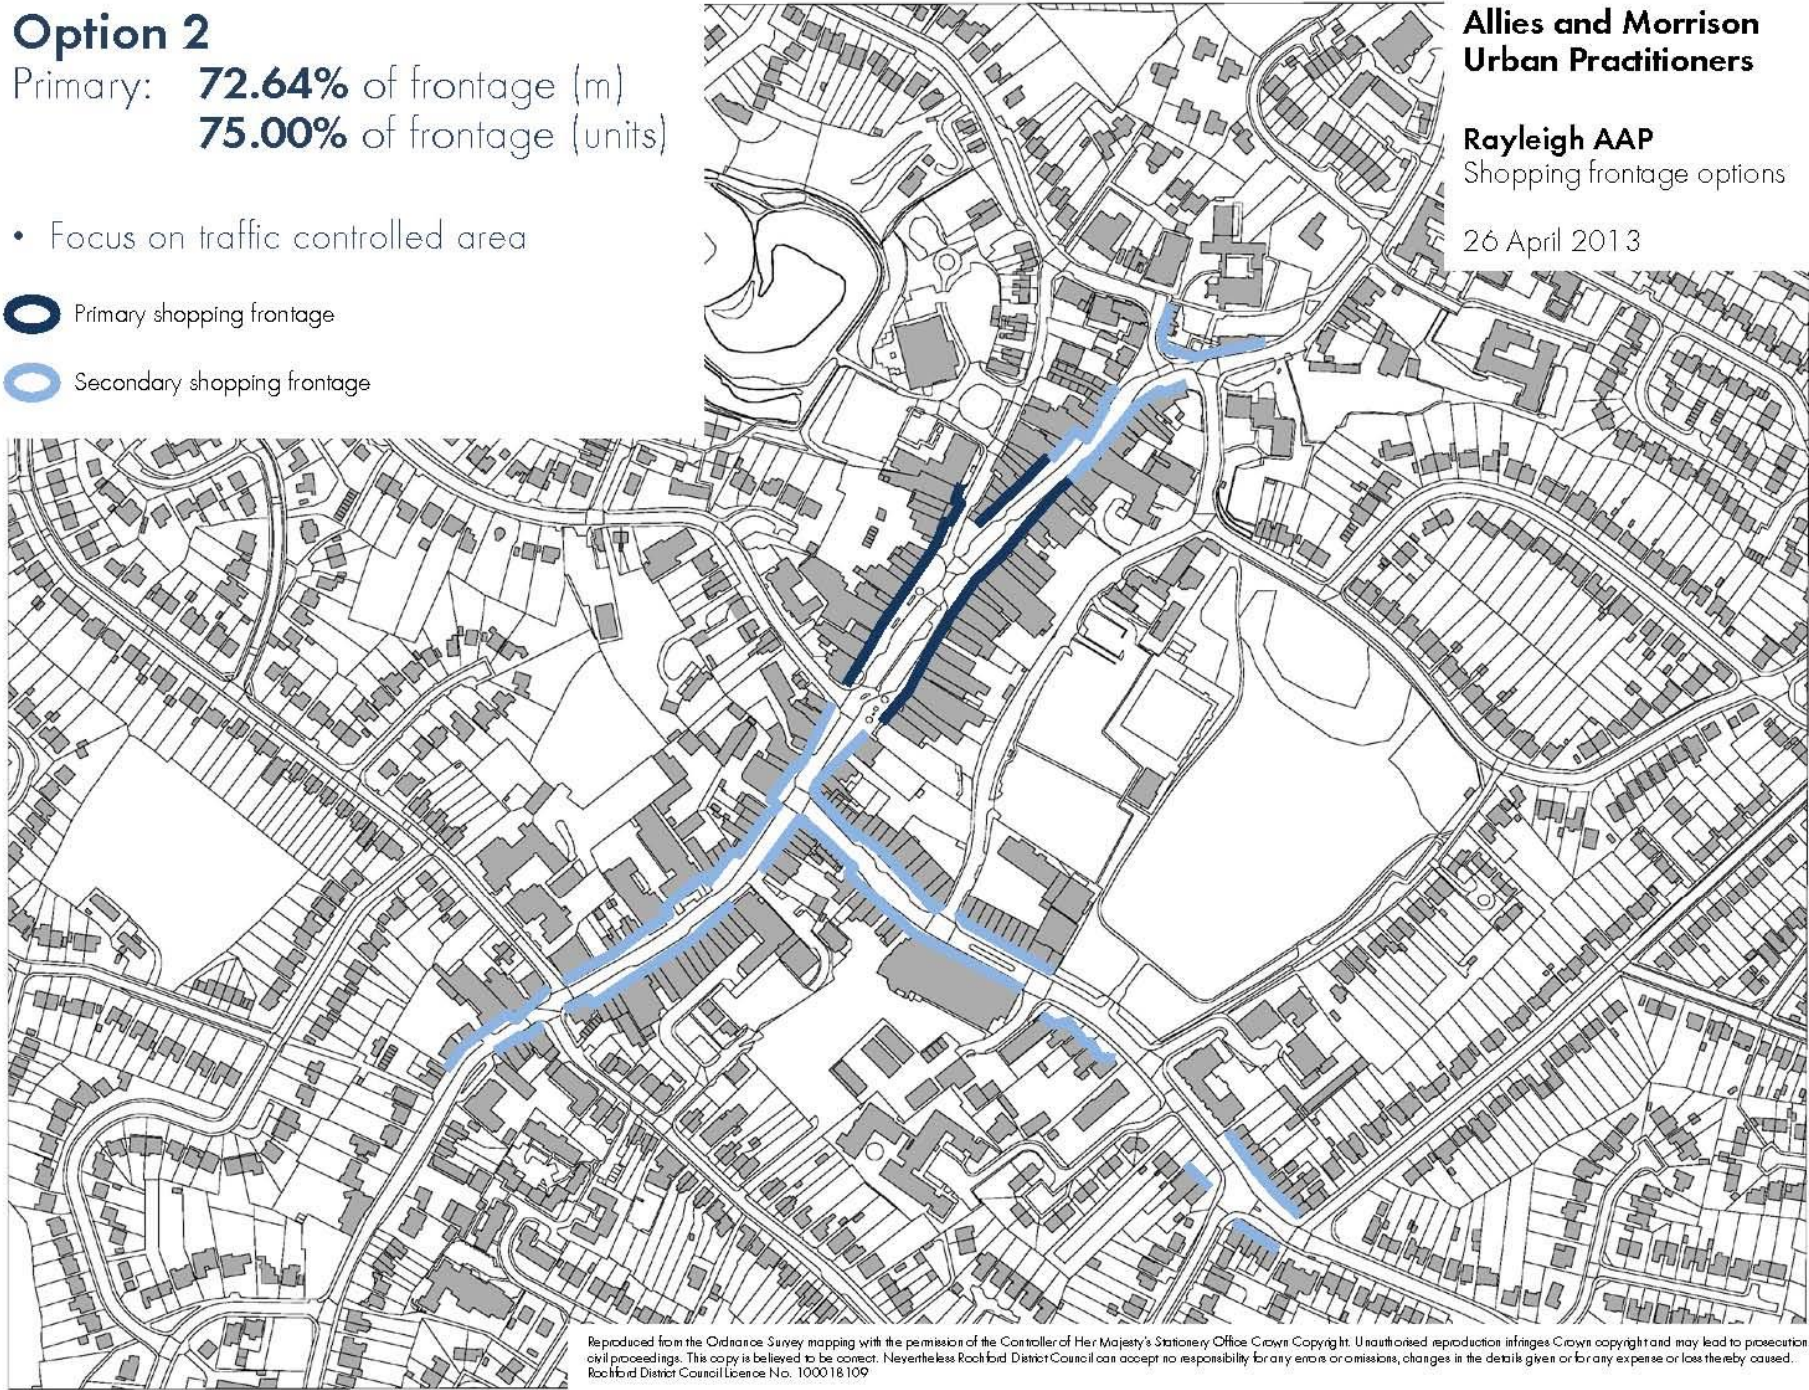 Option 2
Primary: 72.64% of frontage (m)
75.00% of frontage (units)
• Focus on traffic controlled area
Primary shopping frontage
Secondary shopping frontage
Allies and Morrison
Urban Practitioners
Rayleigh AAP
Shopping frontage options
26 April 2013
Reproduced from the Ordnance Survey mapping with the permission of the Controller of Her Majesty's Stationery Office Crown Copyright. Unauthorised reproduction infringes Crown copyright and may lead to prosecution
civil proceedings. This copy is believed to be correct. Nevertheless Rochford District Council can accept no responsibility for any errors or omissions, changes in the details given or for any expense or loss thereby caused.
Rochford District Council Licence No. 100018109